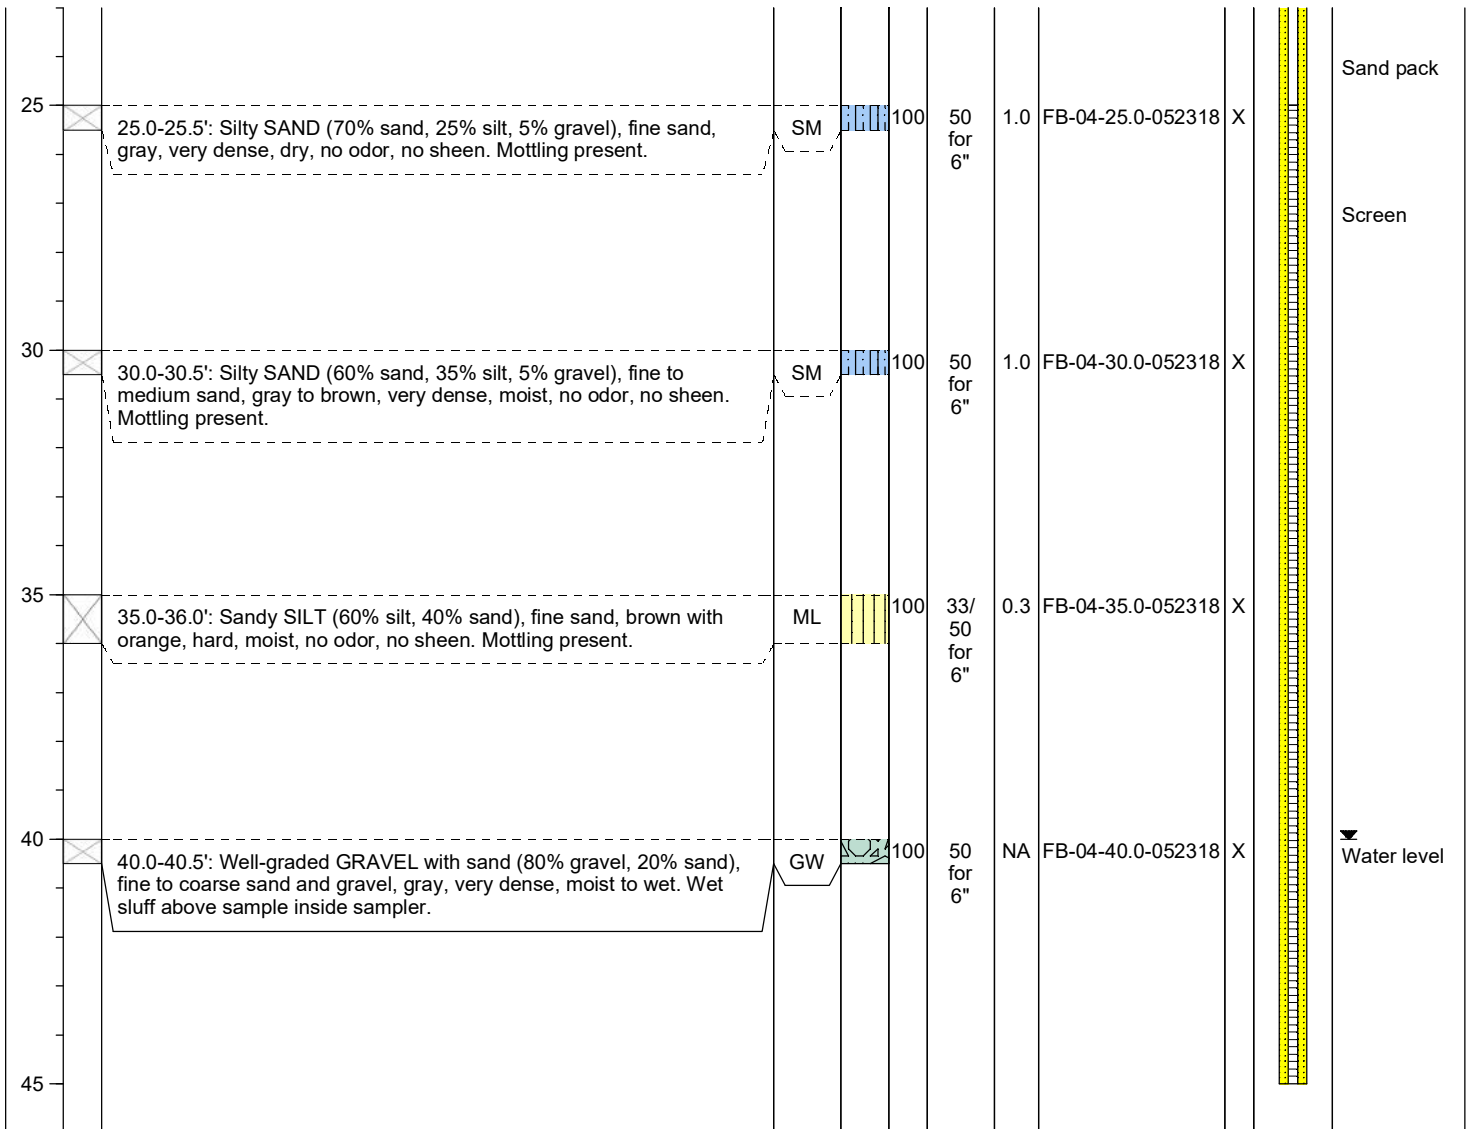 Sand pack
25
25.0-25.5': Silty SAND (70% sand, 25% silt, 5% gravel), fine sand,
gray, very dense, dry, no odor, no sheen. Mottling present.
SM
100
50
for
6"
1.0
FB-04-25.0-052318
X
Screen
30
30.0-30.5': Silty SAND (60% sand, 35% silt, 5% gravel), fine to
medium sand, gray to brown, very dense, moist, no odor, no sheen.
Mottling present.
SM
100
50
for
6"
1.0
FB-04-30.0-052318
X
35
35.0-36.0': Sandy SILT (60% silt, 40% sand), fine sand, brown with
orange, hard, moist, no odor, no sheen. Mottling present.
ML
100
33/
50
for
6"
0.3
FB-04-35.0-052318
X
40
40.0-40.5': Well-graded GRAVEL with sand (80% gravel, 20% sand),
fine to coarse sand and gravel, gray, very dense, moist to wet. Wet
sluff above sample inside sampler.
GW
100
50
for
6"
NA
FB-04-40.0-052318
X
Water level
45